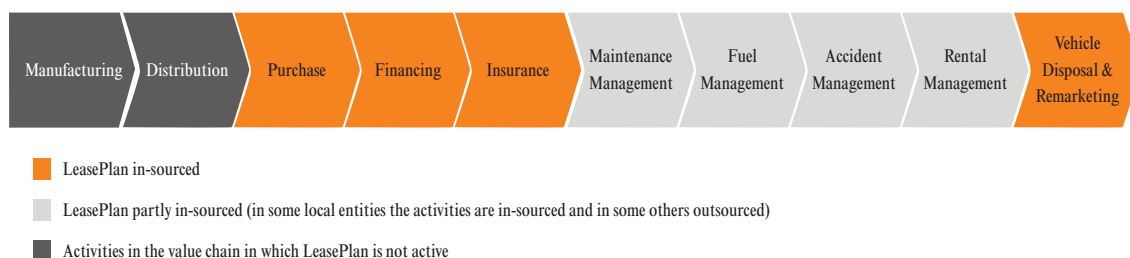 Manufacturing
Distribution
Purchase
Financing
Insurance
Maintenance
Management
Fuel
Management
Accident
Management
Rental
Management
Vehicle
Disposal &
Remarketing
LeasePlan in-sourced
LeasePlan partly in-sourced (in some local entities the activities are in-sourced and in some others outsourced)
Activities in the value chain in which LeasePlan is not active